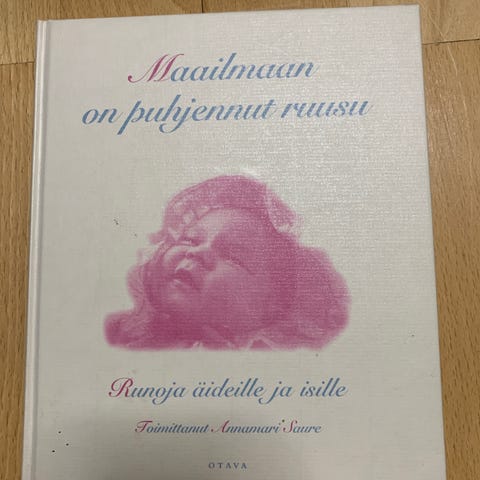 Maailmaan
on puhjennut ruusu
Runoja äideille ja isille
Toimittanut Annamari Saure
OTAVA